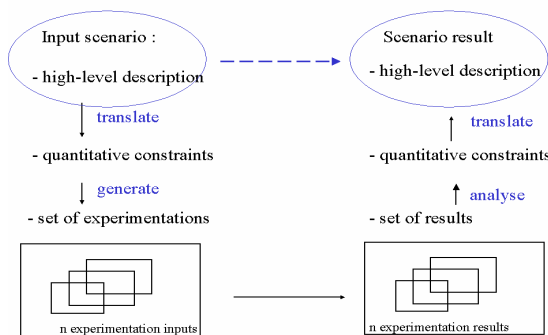 Input scenario :
- high-level description
translate
- quantitative constraints
generate
- set of experimentations
n experimentation inputs
Scenario result
- high-level description
translate
- quantitative constraints
analyse
- set of results
n experimentation results